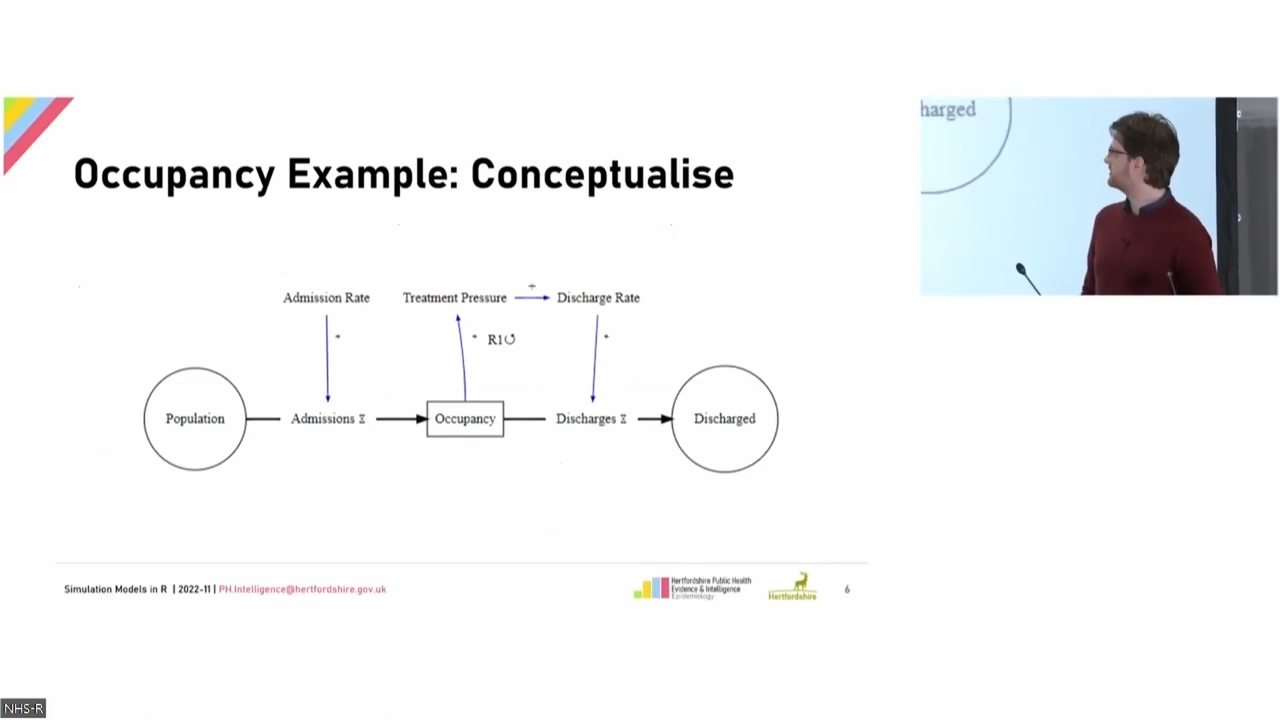 harged
Occupancy Example: Conceptualise
Admission Rate
Treatment Pressure
+
Discharge Rate
+
+
R1↺
+
Population
Admissions ⧖
Occupancy
Discharges ⧖
Discharged
Simulation Models in R | 2022-11 | PH.Intelligence@hertfordshire.gov.uk
Hertfordshire Public Health
Evidence & Intelligence
Epidemiology
Hertfordshire
6
NHS-R